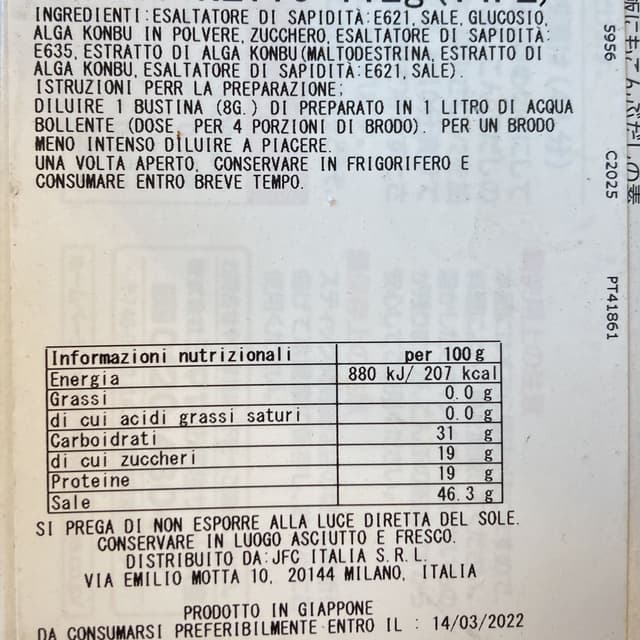 INGREDIENTI:ESALTATORE DI SAPIDITÀ:E621, SALE, GLUCOSIO,
ALGA KONBU IN POLVERE, ZUCCHERO, ESALTATORE DI SAPIDITÀ:
E635, ESTRATTO DI ALGA KONBU(MALTODESTRINA, ESTRATTO DI
ALGA KONBU, ESALTATORE DI SAPIDITÀ:E621, SALE).
ISTRUZIONI PERR LA PREPARAZIONE:
DILUIRE 1 BUSTINA (8G.) DI PREPARATO IN 1 LITRO DI ACQUA
BOLLENTE (DOSE PER 4 PORZIONI DI BRODO). PER UN BRODO
MENO INTENSO DILUIRE A PIACERE.
UNA VOLTA APERTO, CONSERVARE IN FRIGORIFERO E
CONSUMARE ENTRO BREVE TEMPO.
Informazioni nutrizionali per 100g
Energia 880 kJ/ 207 kcal
Grassi 0.0 g
di cui acidi grassi saturi 0.0 g
Carboidrati 31 g
di cui zuccheri 19 g
Proteine 19 g
Sale 46.3 g
SI PREGA DI NON ESPORRE ALLA LUCE DIRETTA DEL SOLE.
CONSERVARE IN LUOGO ASCIUTTO E FRESCO.
DISTRIBUITO DA:JFC ITALIA S.R.L.
VIA EMILIO MOTTA 10, 20144 MILANO, ITALIA
PRODOTTO IN GIAPPONE
DA CONSUMARSI PREFERIBILMENTE ENTRO IL : 14/03/2022
5956 C2025 PT41861